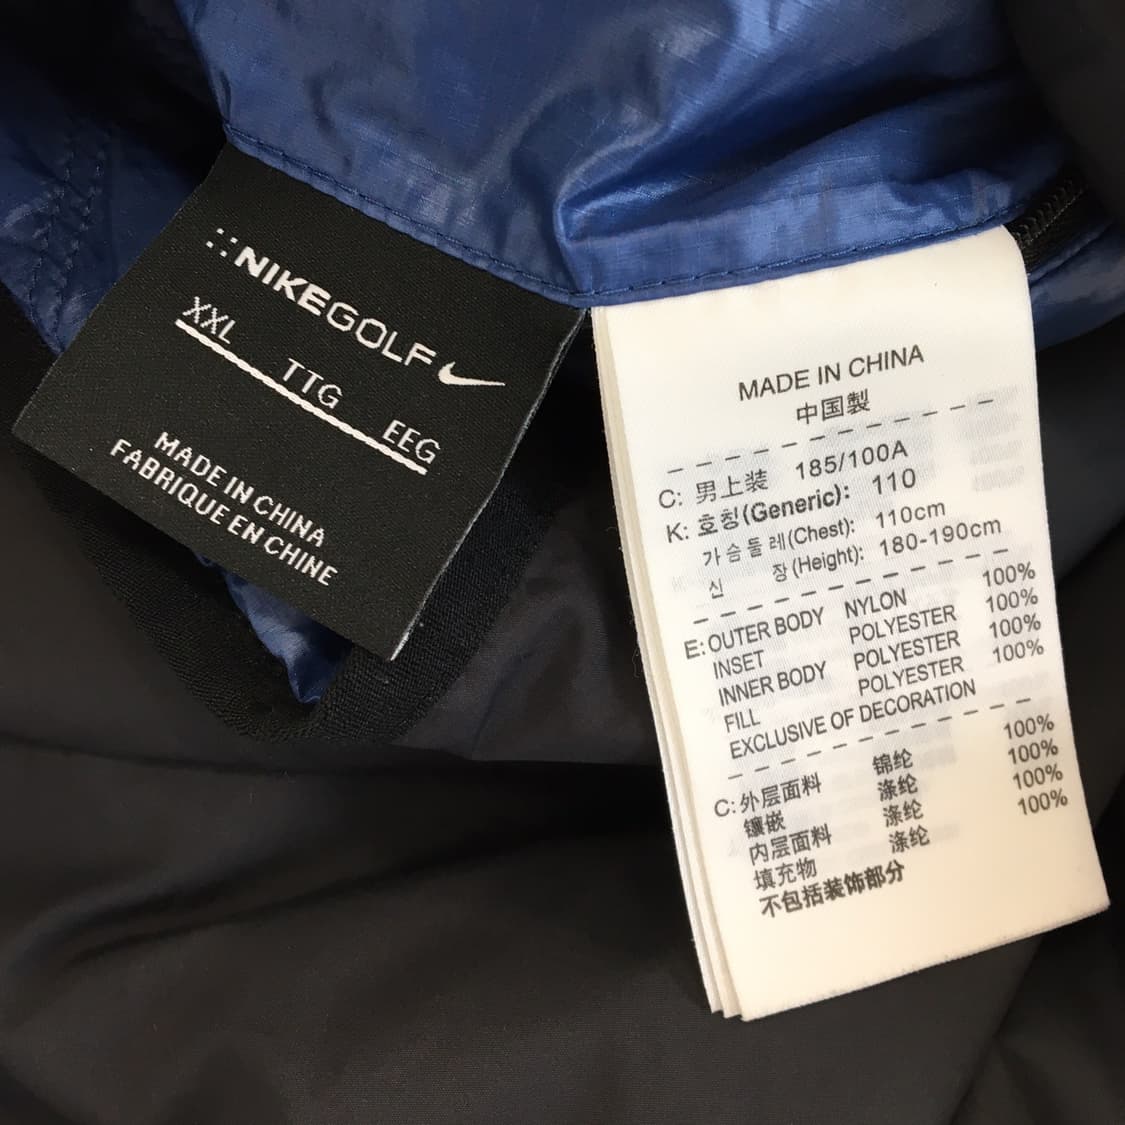 NIKEGOLF
XXL TTG EEG
MADE IN CHINA
FABRIQUE EN CHINE
MADE IN CHINA
中国製
C: 男上装 185/100A
K: 호칭(Generic): 110
가슴둘레(Chest): 110cm
신 장(Height): 180-190cm
E: OUTER BODY NYLON 100%
INSET POLYESTER 100%
INNER BODY POLYESTER 100%
FILL POLYESTER 100%
EXCLUSIVE OF DECORATION
C: 外层面料 锦纶 100%
镶嵌 涤纶 100%
内层面料 涤纶 100%
填充物 涤纶 100%
不包括装饰部分